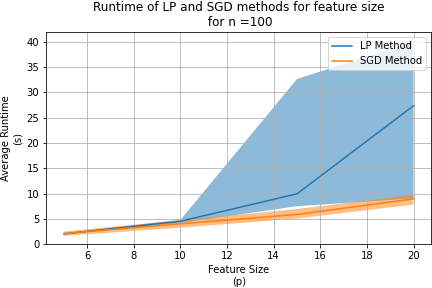 Runtime of LP and SGD methods for feature size
for n =100
LP Method
SGD Method
Average Runtime
(s)
40
35
30
25
20
15
10
5
0
6 8 10 12 14 16 18 20
Feature Size
(p)